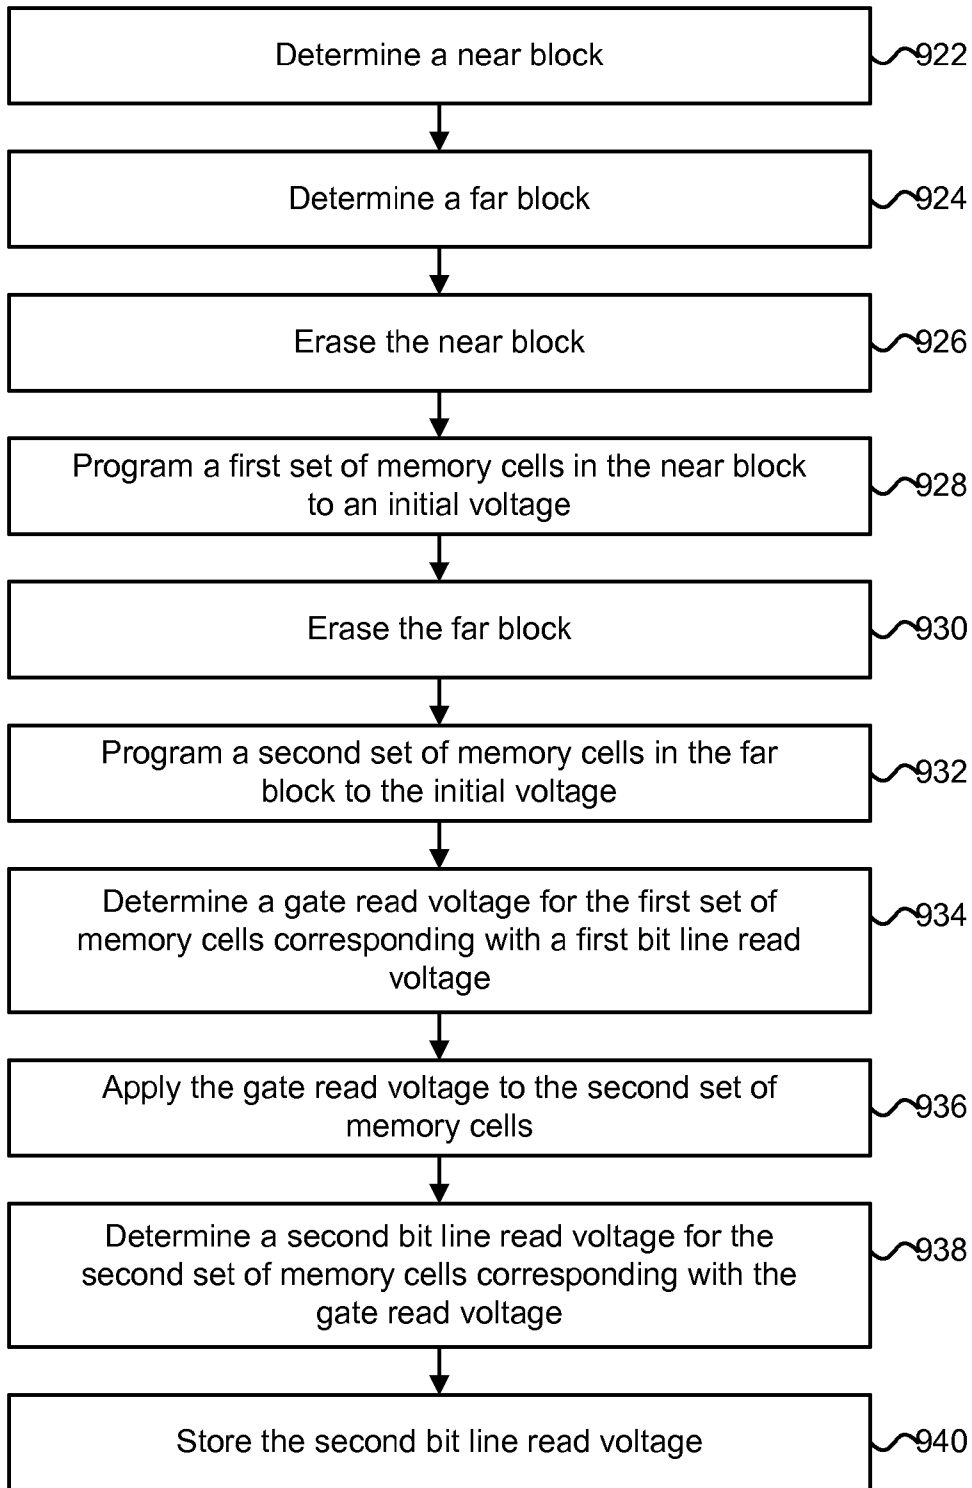 Determine a near block
922
Determine a far block
924
Erase the near block
926
Program a first set of memory cells in the near block
to an initial voltage
928
Erase the far block
930
Program a second set of memory cells in the far
block to the initial voltage
932
Determine a gate read voltage for the first set of
memory cells corresponding with a first bit line read
voltage
934
Apply the gate read voltage to the second set of
memory cells
936
Determine a second bit line read voltage for the
second set of memory cells corresponding with the
gate read voltage
938
Store the second bit line read voltage
940